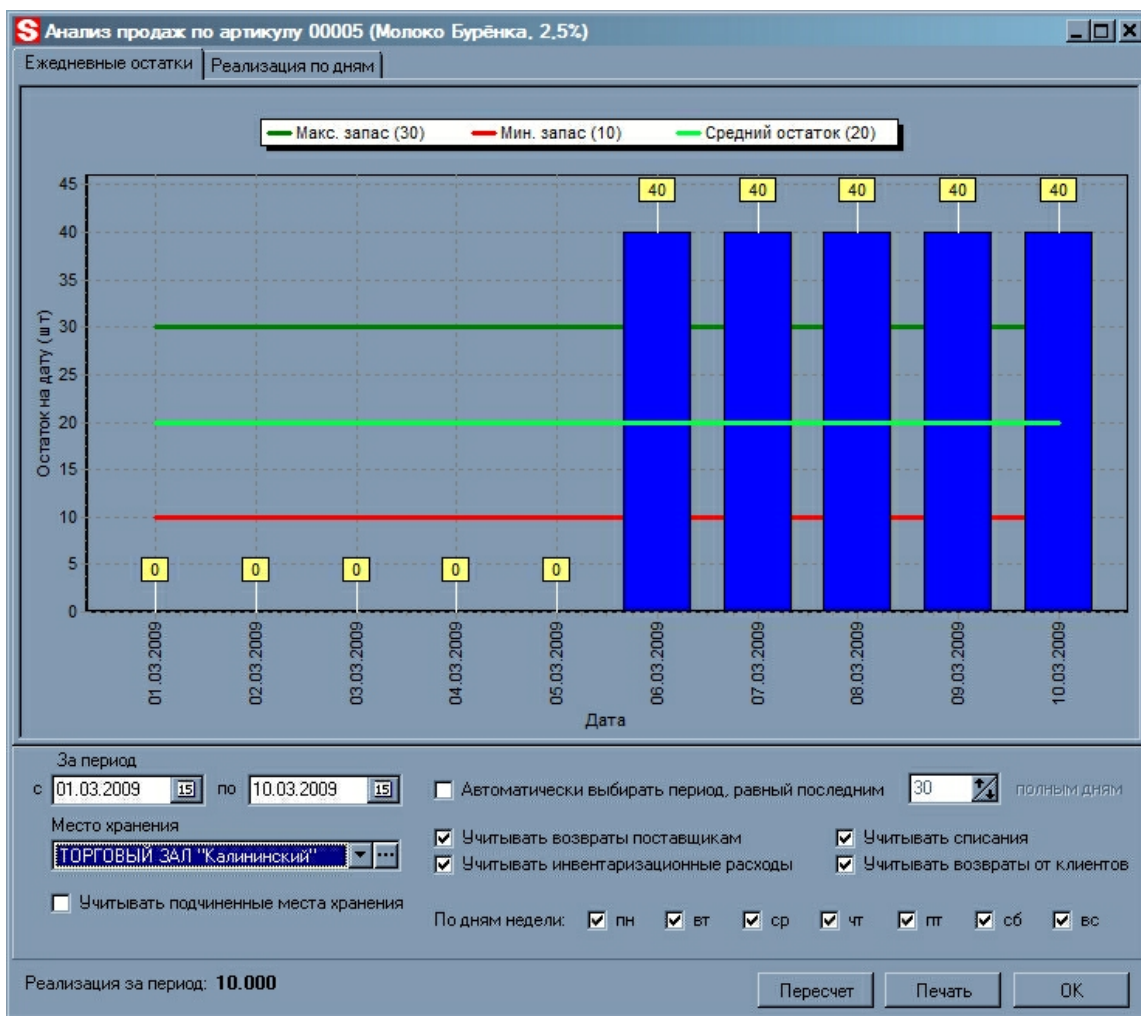 S Анализ продаж по артикулу 00005 (Молоко Бурёнка, 2,5%)
Ежедневные остатки Реализация по дням
Макс. запас (30) Мин. запас (10) Средний остаток (20)
45
40
35
30
25
20
15
10
5
0
Остаток на дату (шт)
0 0 0 0 0 40 40 40 40 40
01.03.2009 02.03.2009 03.03.2009 04.03.2009 05.03.2009 06.03.2009 07.03.2009 08.03.2009 09.03.2009 10.03.2009
Дата
За период
с 01.03.2009 15 по 10.03.2009 15
Автоматически выбирать период, равный последним 30 полным дням
Место хранения
ТОРГОВЫЙ ЗАЛ "Калининский" ...
Учитывать подчиненные места хранения
Учитывать возвраты поставщикам Учитывать списания
Учитывать инвентаризационные расходы Учитывать возвраты от клиентов
По дням недели: пн вт ср чт пт сб вс
Реализация за период: 10.000
Пересчет Печать OK